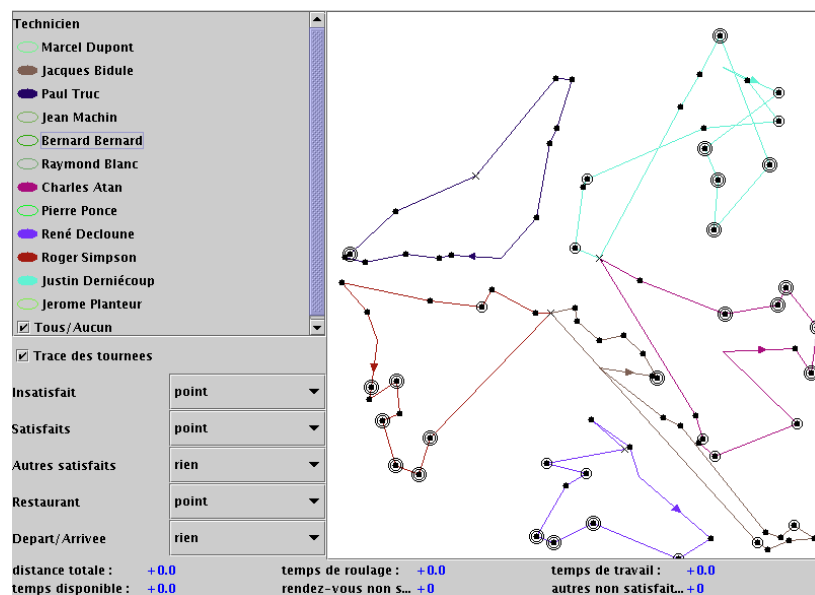 Technicien
Marcel Dupont
Jacques Bidule
Paul Truc
Jean Machin
Bernard Bernard
Raymond Blanc
Charles Atan
Pierre Ponce
René Decloune
Roger Simpson
Justin Derniécoup
Jerome Planteur
Tous/Aucun
Trace des tournees
Insatisfait point
Satisfaits point
Autres satisfaits rien
Restaurant point
Depart/Arrivee rien
distance totale : +0.0 temps de roulage : +0.0 temps de travail : +0.0
temps disponible : +0.0 rendez-vous non s... +0 autres non satisfait... +0